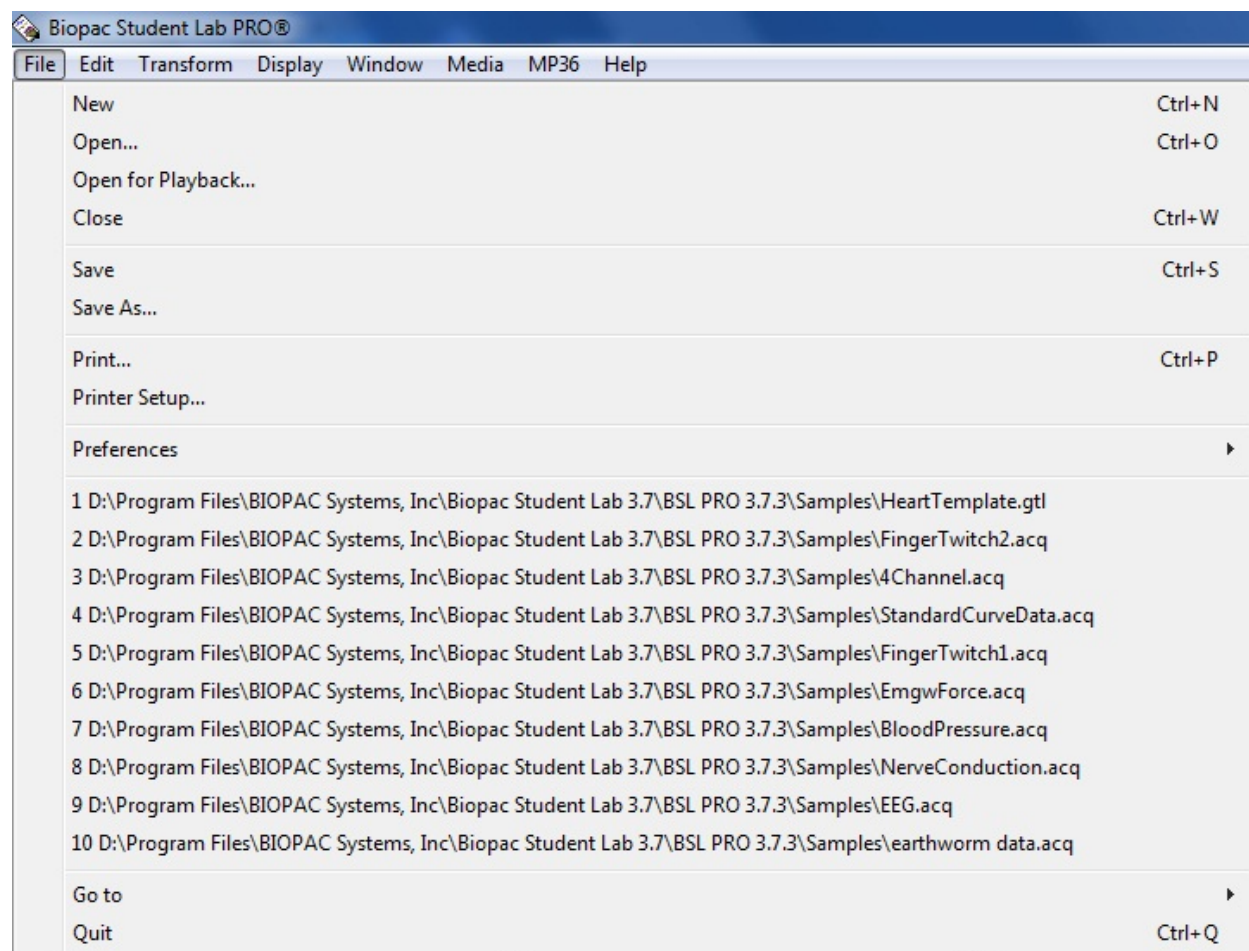 Biopac Student Lab PRO®
File Edit Transform Display Window Media MP36 Help
New Ctrl+N
Open... Ctrl+O
Open for Playback...
Close Ctrl+W
Save Ctrl+S
Save As...
Print... Ctrl+P
Printer Setup...
Preferences
1 D:\Program Files\BIOPAC Systems, Inc\Biopac Student Lab 3.7\BSL PRO 3.7.3\Samples\HeartTemplate.gtl
2 D:\Program Files\BIOPAC Systems, Inc\Biopac Student Lab 3.7\BSL PRO 3.7.3\Samples\FingerTwitch2.acq
3 D:\Program Files\BIOPAC Systems, Inc\Biopac Student Lab 3.7\BSL PRO 3.7.3\Samples\4Channel.acq
4 D:\Program Files\BIOPAC Systems, Inc\Biopac Student Lab 3.7\BSL PRO 3.7.3\Samples\StandardCurveData.acq
5 D:\Program Files\BIOPAC Systems, Inc\Biopac Student Lab 3.7\BSL PRO 3.7.3\Samples\FingerTwitch1.acq
6 D:\Program Files\BIOPAC Systems, Inc\Biopac Student Lab 3.7\BSL PRO 3.7.3\Samples\EmgwForce.acq
7 D:\Program Files\BIOPAC Systems, Inc\Biopac Student Lab 3.7\BSL PRO 3.7.3\Samples\BloodPressure.acq
8 D:\Program Files\BIOPAC Systems, Inc\Biopac Student Lab 3.7\BSL PRO 3.7.3\Samples\NerveConduction.acq
9 D:\Program Files\BIOPAC Systems, Inc\Biopac Student Lab 3.7\BSL PRO 3.7.3\Samples\EEG.acq
10 D:\Program Files\BIOPAC Systems, Inc\Biopac Student Lab 3.7\BSL PRO 3.7.3\Samples\earthworm data.acq
Go to
Quit Ctrl+Q